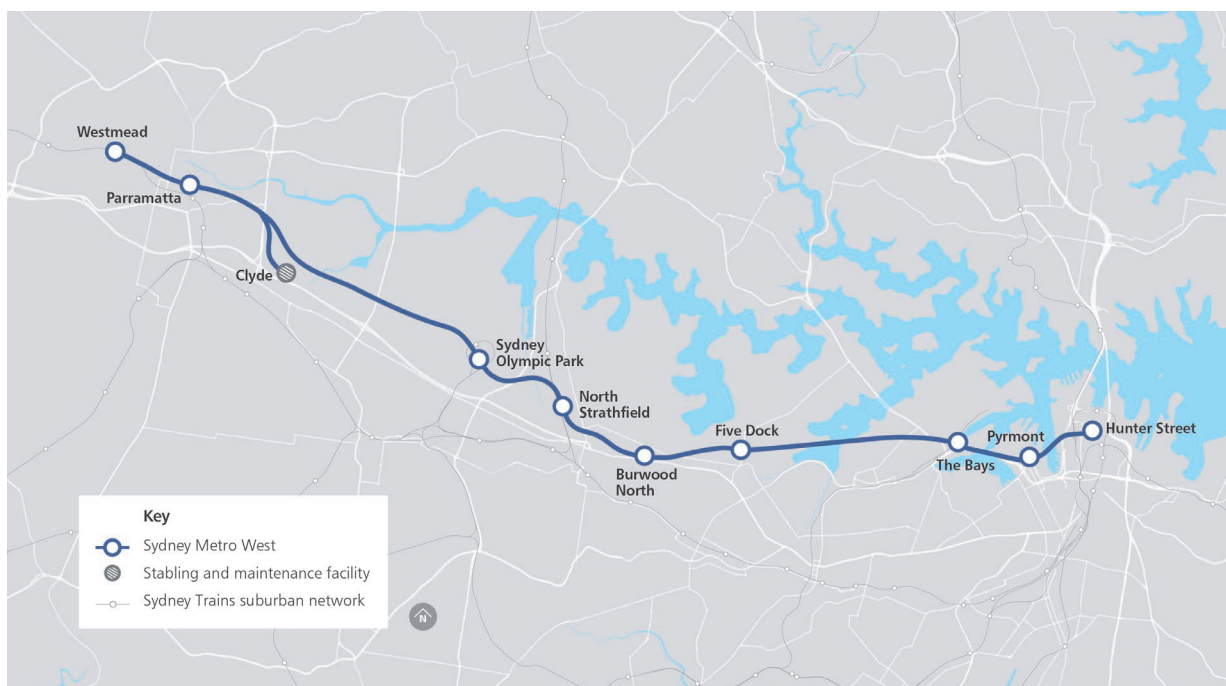 Westmead
Parramatta
Clyde
Sydney
Olympic Park
North
Strathfield
Burwood
North
Five Dock
The Bays
Pyrmont
Hunter Street
Key
Sydney Metro West
Stabling and maintenance facility
Sydney Trains suburban network
N